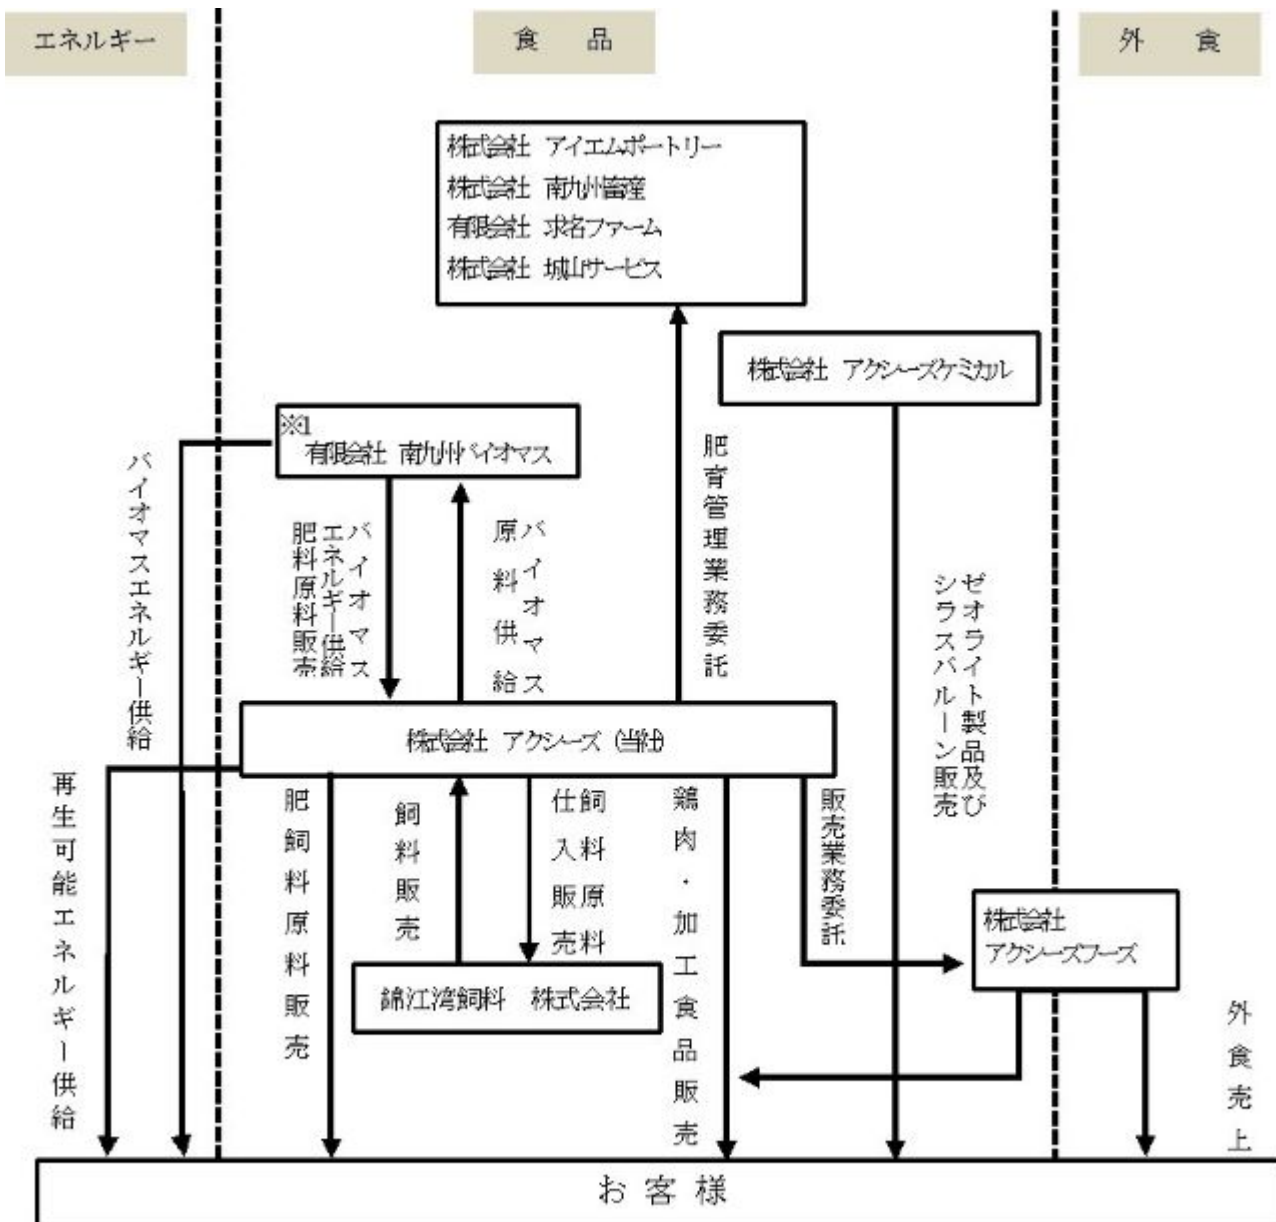 エネルギー
食 品
外 食
株式会社 アイエムポートリー
株式会社 南九州畜産
有限会社 求名ファーム
株式会社 城山サービス
株式会社 アクシーズケミカル
※1
有限会社 南九州バイオマス
バイオマスエネルギー供給
バイオマス
エネルギー供給
肥料原料販売
バイオマス
原料供給
肥育管理業務委託
ゼオライト製品及び
シラスバルーン販売
株式会社 アクシーズ (当社)
再生可能エネルギー供給
肥飼料原料販売
飼料販売
飼料原料
仕入販売
鶏肉・加工食品販売
販売業務委託
株式会社
アクシーズフーズ
錦江湾飼料 株式会社
外食売上
お客様